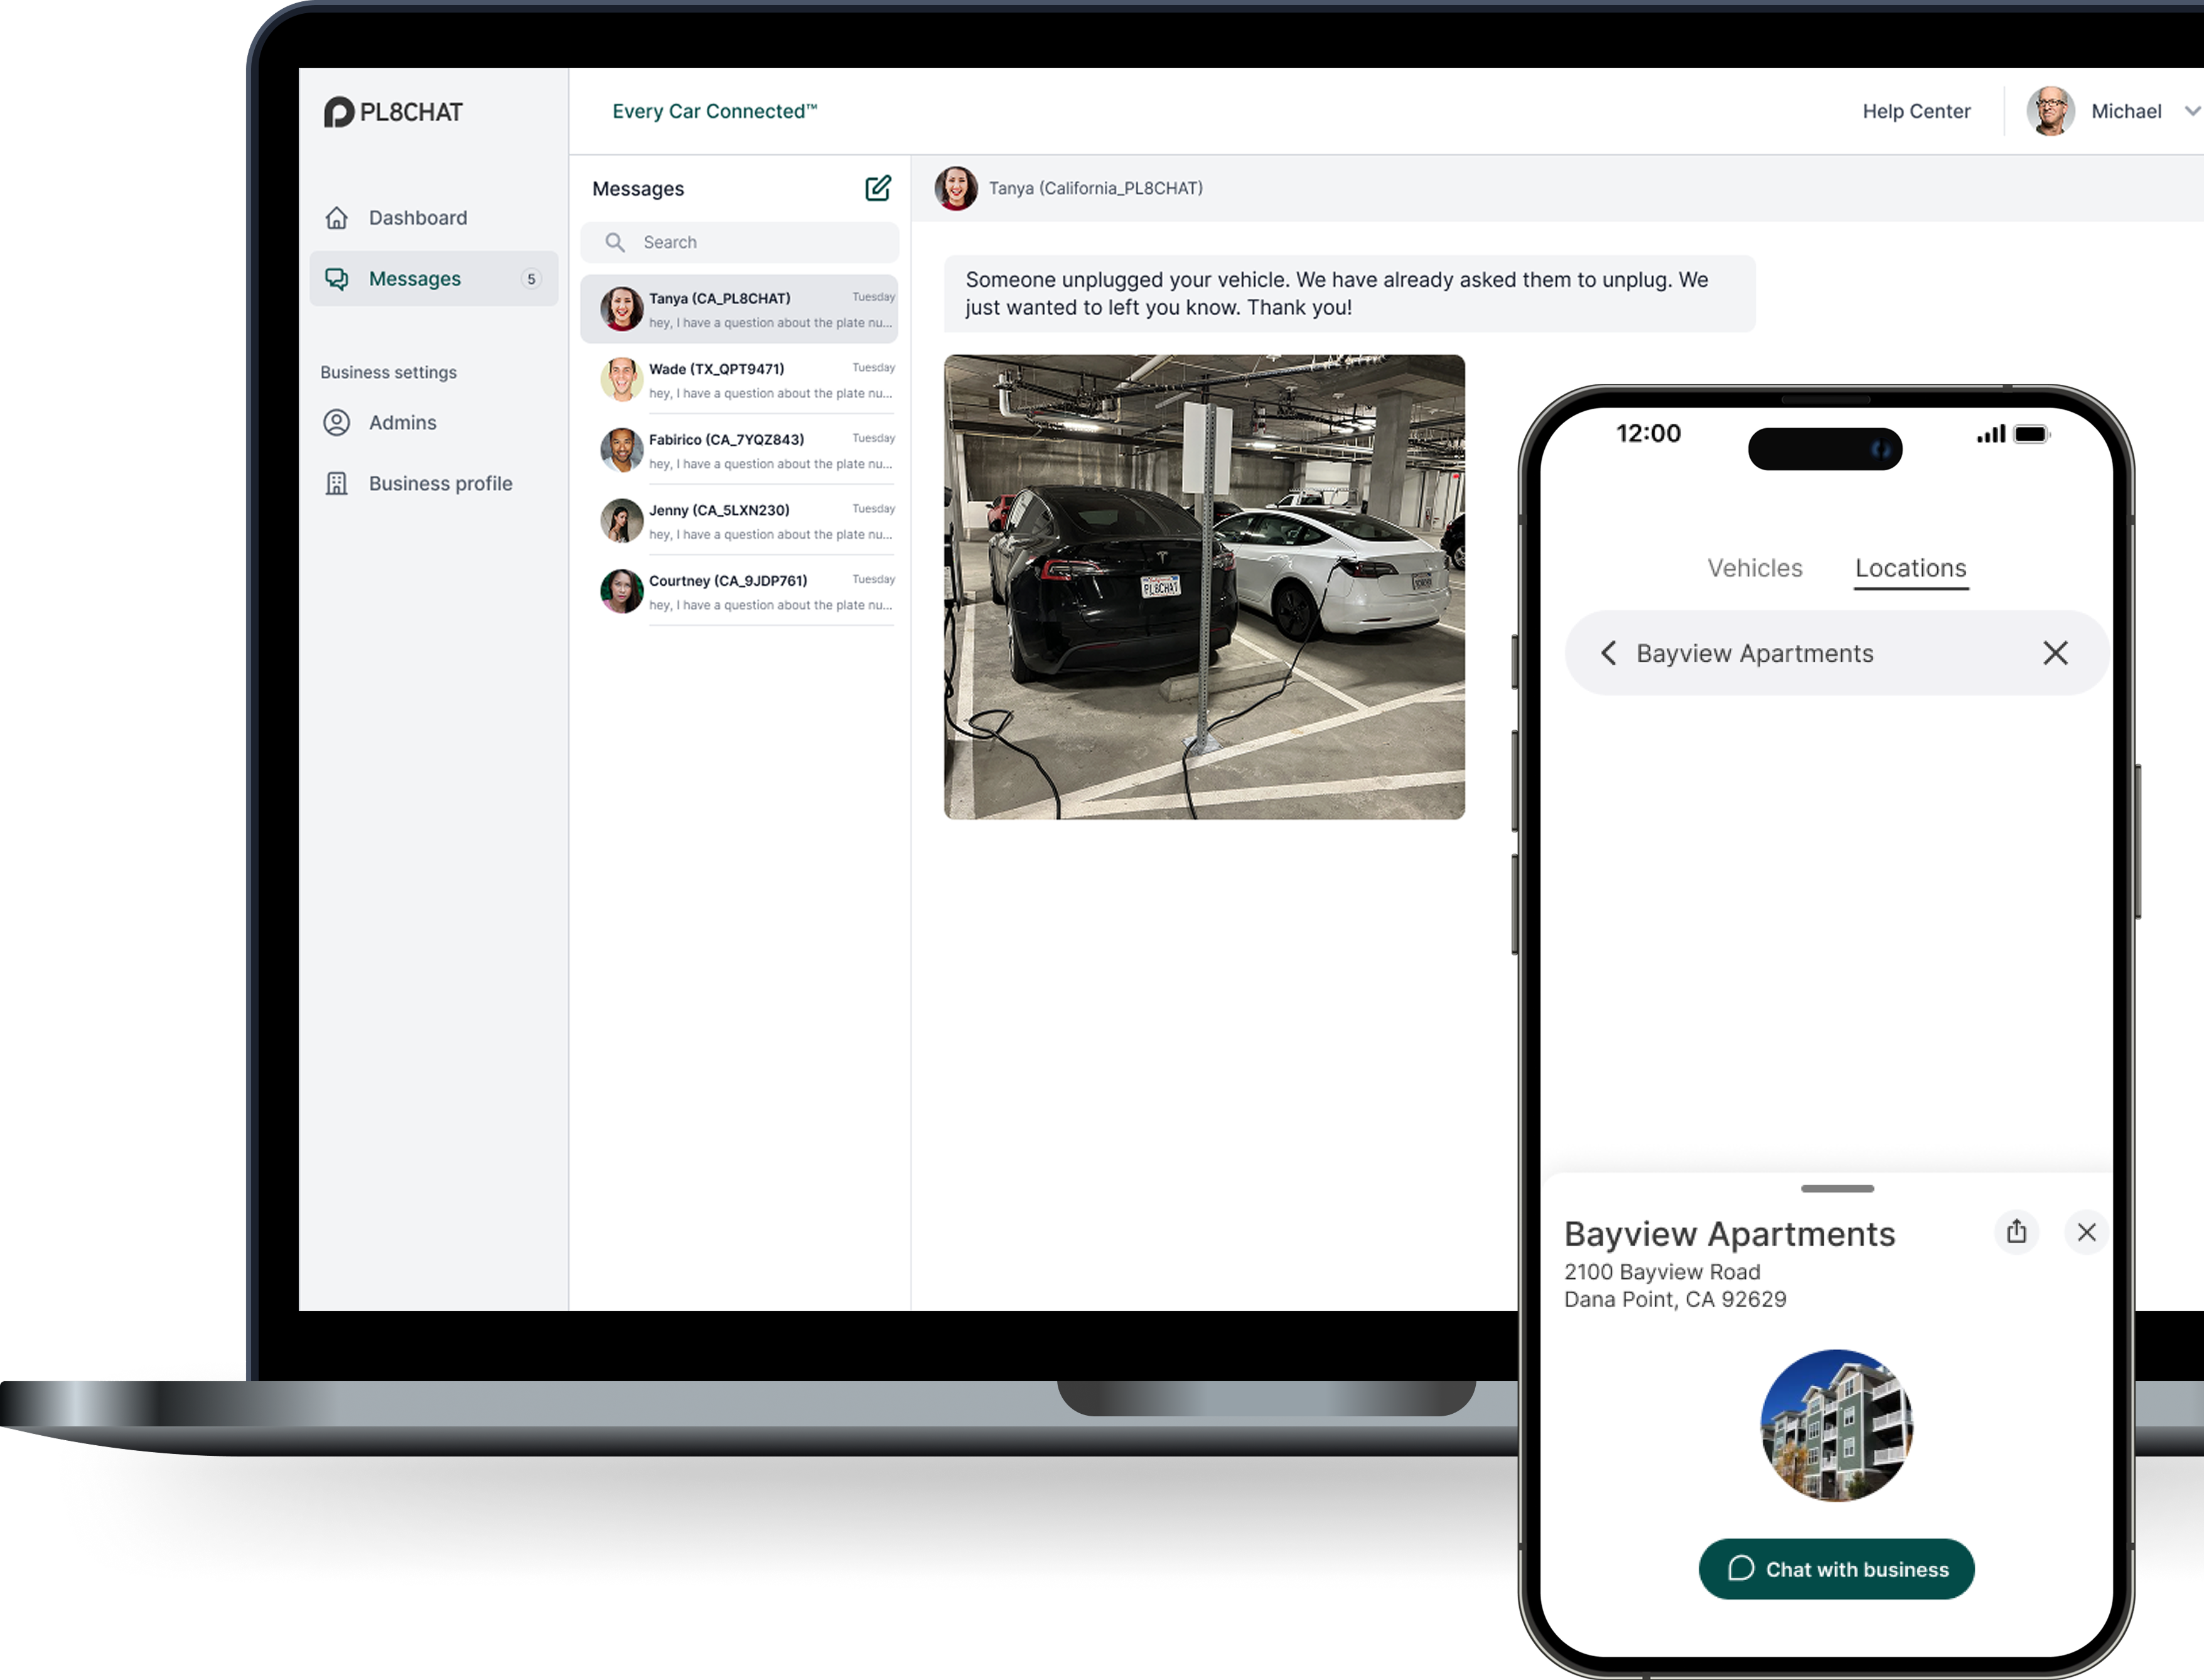 PL8CHAT
Every Car Connected™
Help Center
Michael
Dashboard
Messages 5
Business settings
Admins
Business profile
Messages
Search
Tanya (CA_PL8CHAT) Tuesday
hey, I have a question about the plate nu...
Wade (TX_QPT9471) Tuesday
hey, I have a question about the plate nu...
Fabirico (CA_7YQZ843) Tuesday
hey, I have a question about the plate nu...
Jenny (CA_5LXN230) Tuesday
hey, I have a question about the plate nu...
Courtney (CA_9JDP761) Tuesday
hey, I have a question about the plate nu...
Tanya (California_PL8CHAT)
Someone unplugged your vehicle. We have already asked them to unplug. We
just wanted to left you know. Thank you!
PL8CHAT
12:00
Vehicles Locations
Bayview Apartments
Bayview Apartments
2100 Bayview Road
Dana Point, CA 92629
Chat with business